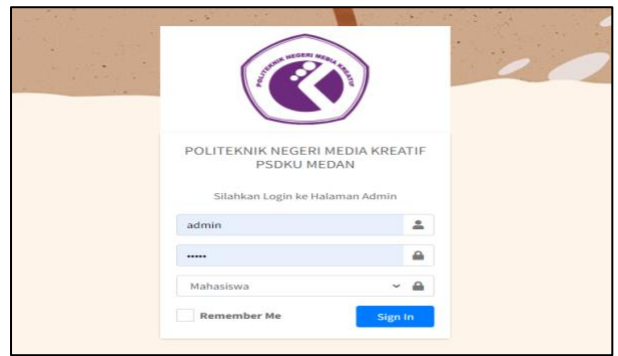 POLITEKNIK NEGERI MEDIA KREATIF
POLITEKNIK NEGERI MEDIA KREATIF
PSDKU MEDAN
Silahkan Login ke Halaman Admin
admin
•••••
Mahasiswa
Remember Me
Sign In